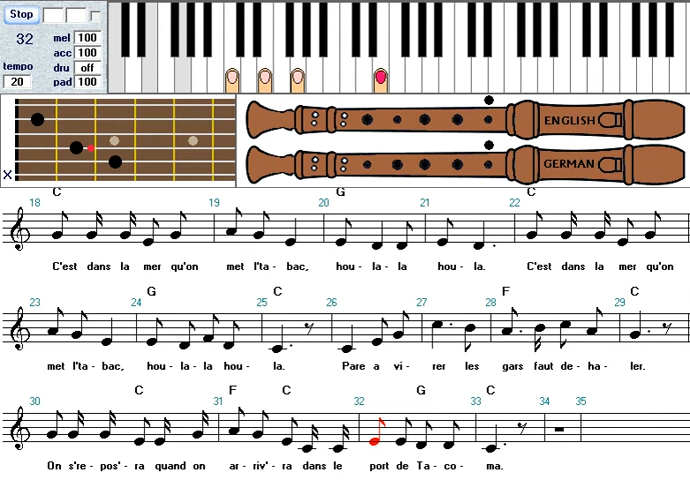 Stop
32
mel 100
acc 100
tempo
dru off
20
pad 100
ENGLISH
X
GERMAN
C G C
18 19 20 21 22
C'est dans la mer qu'on met l'ta-bac, hou-la-la hou-la. C'est dans la mer qu'on
G C F C
23 24 25 26 27 28 29
met l'ta-bac, hou-la-la hou-la. Pare a vi-rer les gars faut de-ha-ler.
C F C G C
30 31 32 33 34 35
On s're-pos'ra quand on ar-riv'ra dans le port de Ta-co-ma.